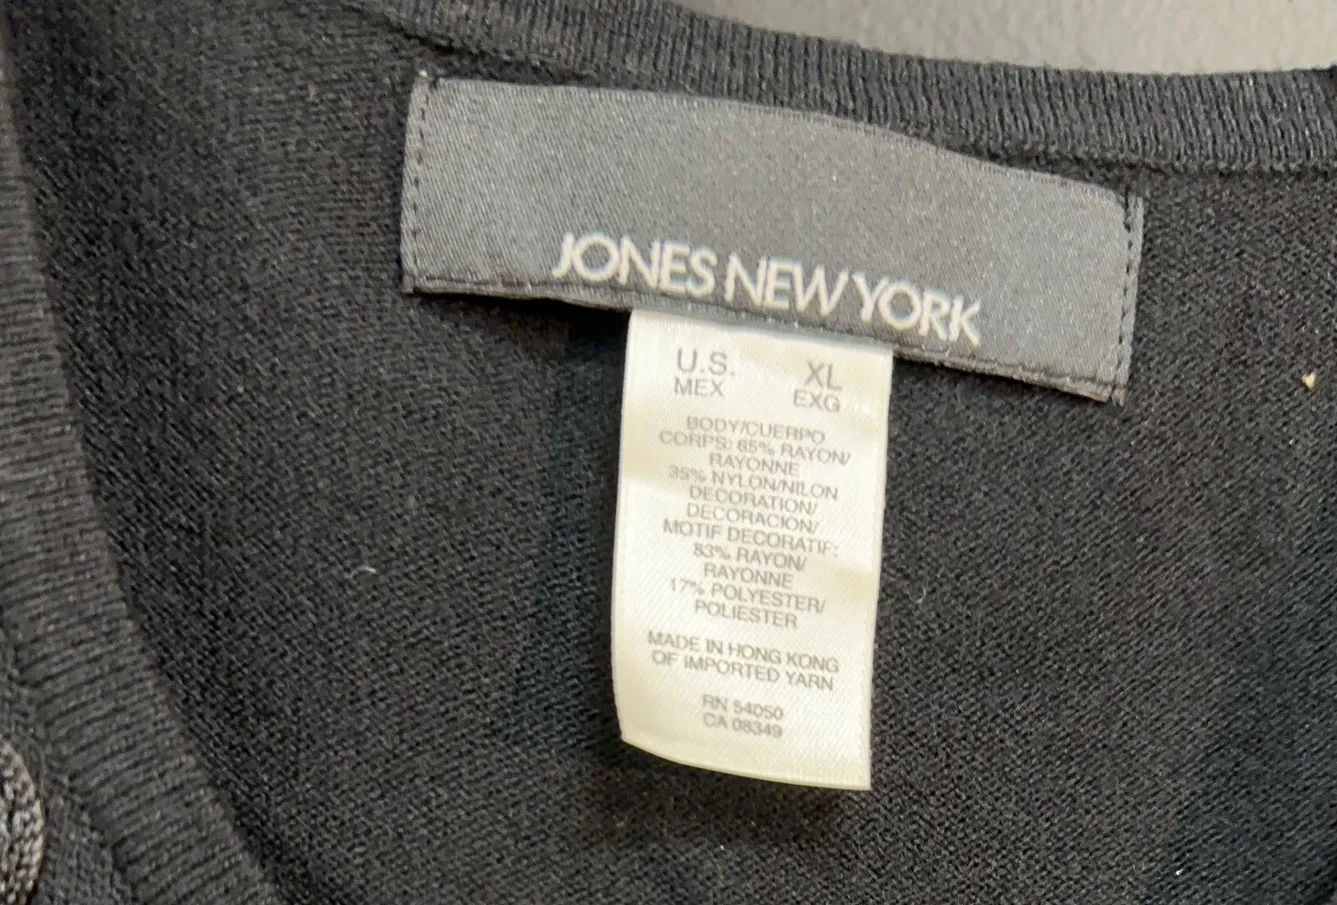 JONES NEW YORK
U.S. XL
MEX EXG
BODY/CUERPO
CORPS: 65% RAYON/
RAYONNE
35% NYLON/NILON
DECORATION/
DECORACION/
MOTIF DECORATIF:
83% RAYON/
RAYONNE
17% POLYESTER/
POLIESTER
MADE IN HONG KONG
OF IMPORTED YARN
RN 54050
CA 08349